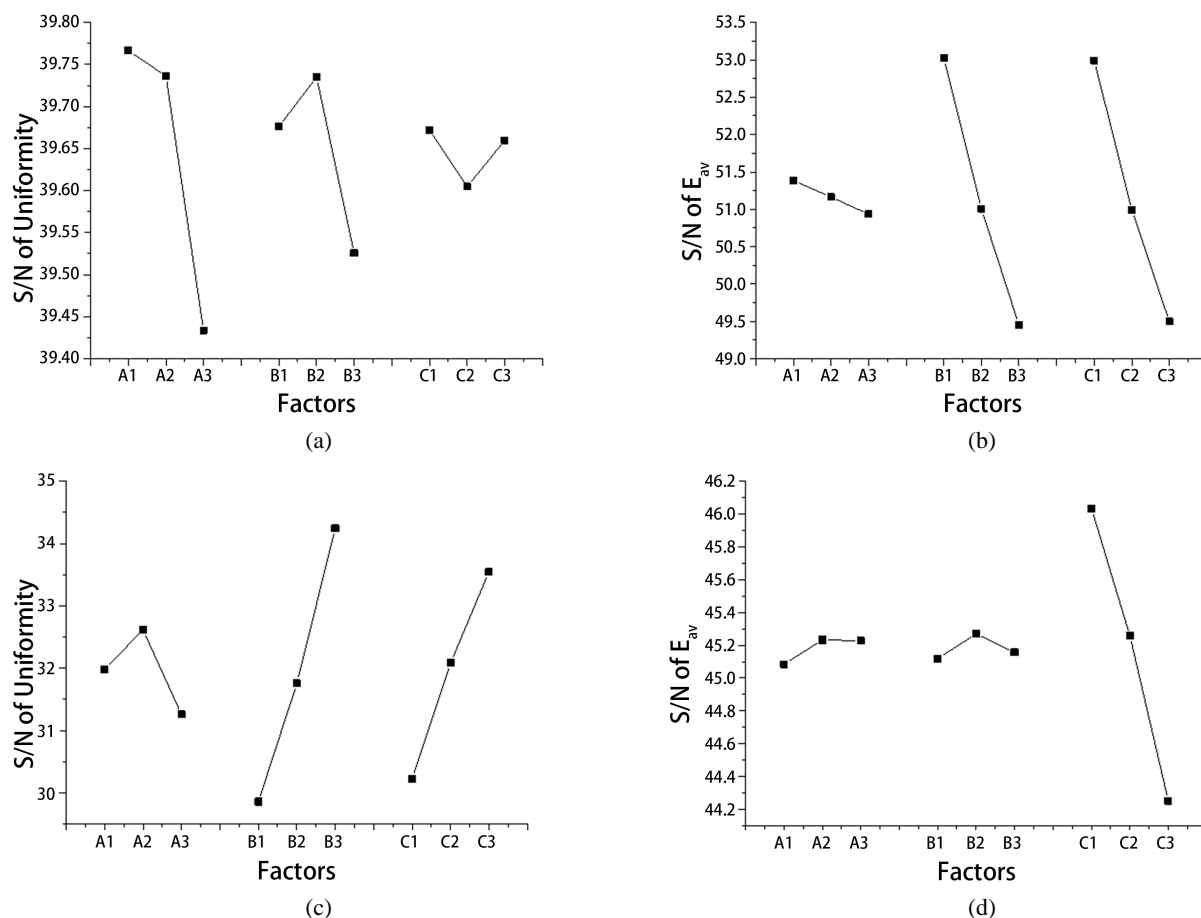 39.80
39.75
39.70
39.65
39.60
39.55
39.50
39.45
39.40
S/N of Uniformity
A1 A2 A3 B1 B2 B3 C1 C2 C3
Factors
(a)
53.5
53.0
52.5
52.0
51.5
51.0
50.5
50.0
49.5
49.0
S/N of Eav
A1 A2 A3 B1 B2 B3 C1 C2 C3
Factors
(b)
35
34
33
32
31
30
S/N of Uniformity
A1 A2 A3 B1 B2 B3 C1 C2 C3
Factors
(c)
46.2
46.0
45.8
45.6
45.4
45.2
45.0
44.8
44.6
44.4
44.2
S/N of Eav
A1 A2 A3 B1 B2 B3 C1 C2 C3
Factors
(d)